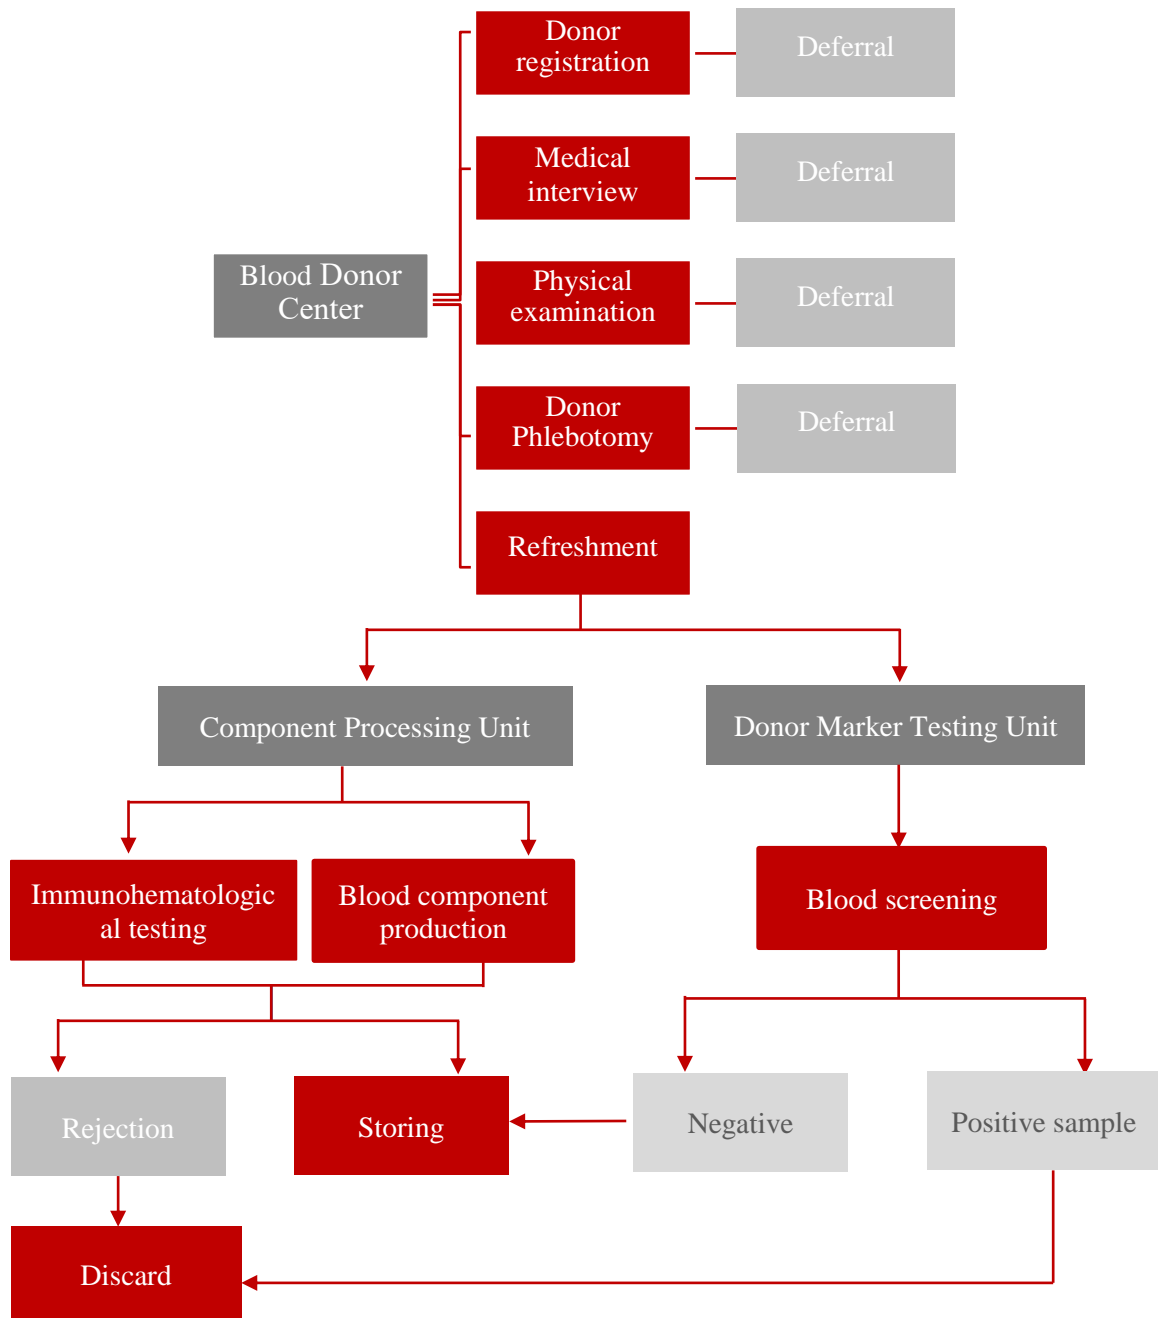 Donor
registration
Deferral
Medical
interview
Deferral
Blood Donor
Center
Physical
examination
Deferral
Donor
Phlebotomy
Deferral
Refreshment
Component Processing Unit
Donor Marker Testing Unit
Immunohematologic
al testing
Blood component
production
Blood screening
Rejection
Storing
Negative
Positive sample
Discard